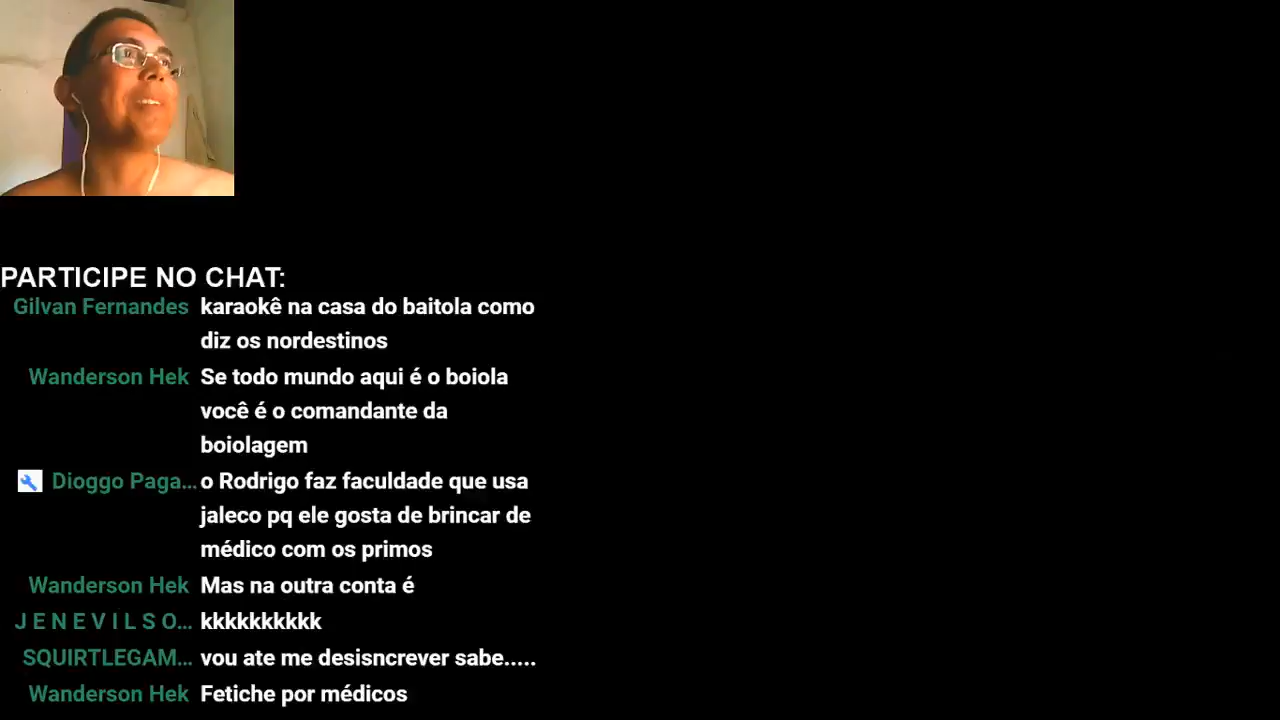 PARTICIPE NO CHAT:
Gilvan Fernandes karaokê na casa do baitola como
diz os nordestinos
Wanderson Hek Se todo mundo aqui é o boiola
você é o comandante da
boiolagem
Dioggo Paga... o Rodrigo faz faculdade que usa
jaleco pq ele gosta de brincar de
médico com os primos
Wanderson Hek Mas na outra conta é
J E N E V I L S O... kkkkkkkkkk
SQUIRTLEGAM... vou ate me desisncrever sabe.....
Wanderson Hek Fetiche por médicos